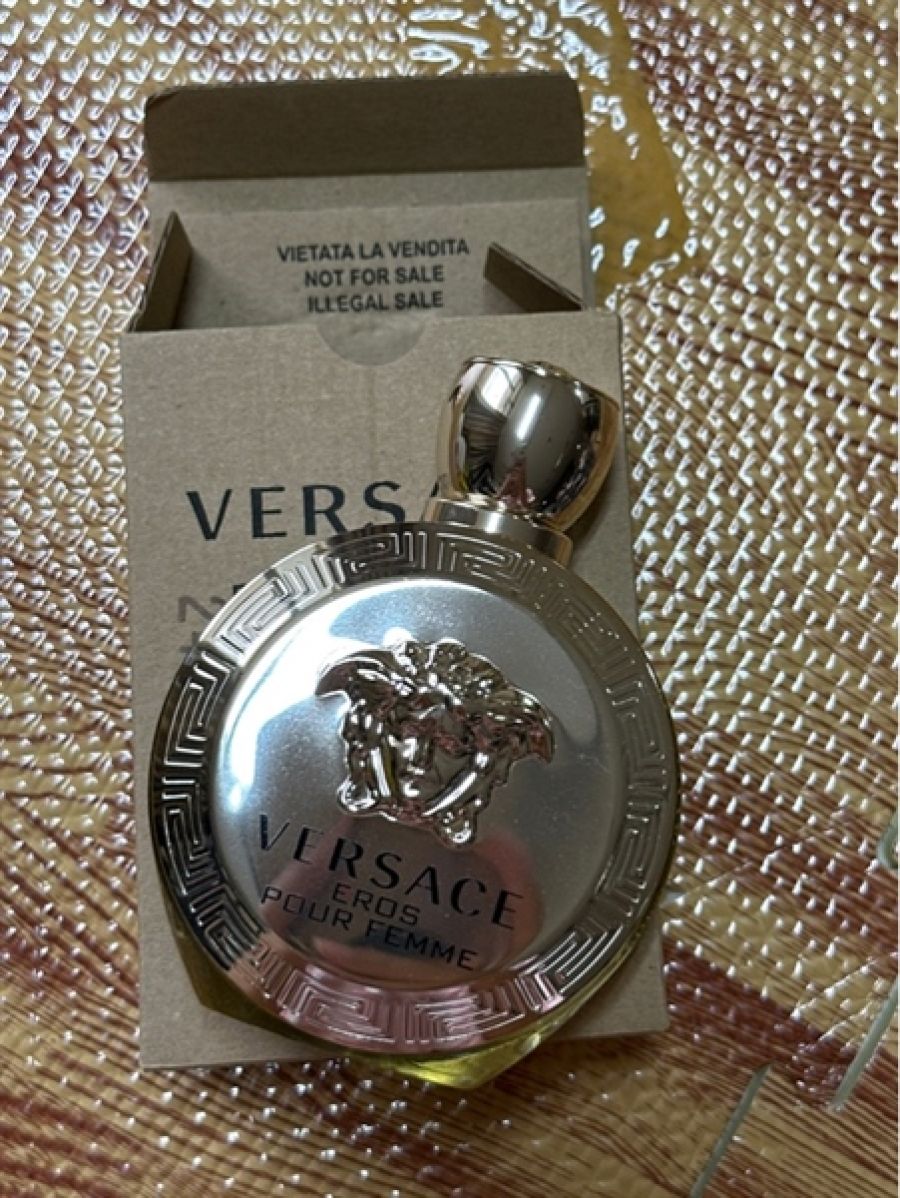 VIETATA LA VENDITA
NOT FOR SALE
ILLEGAL SALE
VERSA
VERSACE
EROS
POUR FEMME